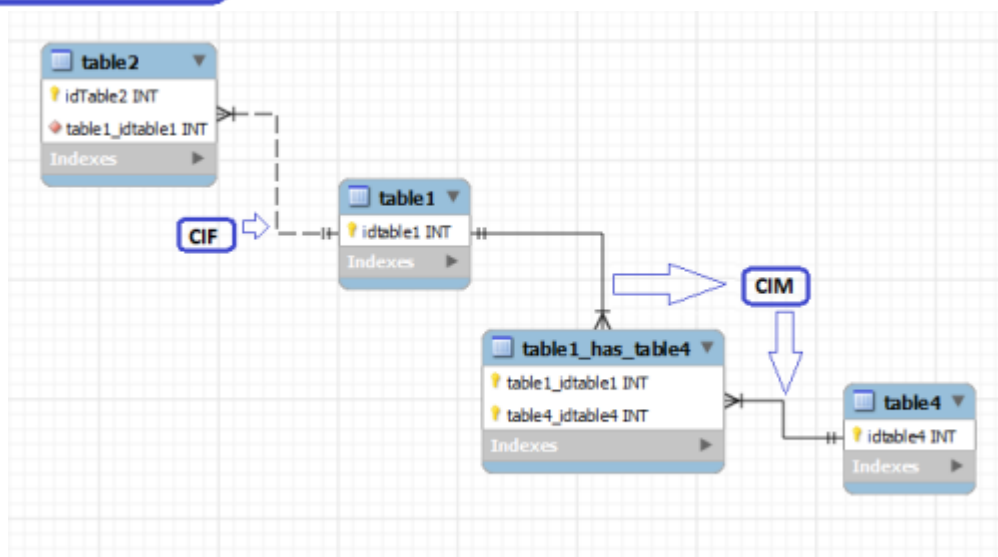 table2
idTable2 INT
table1_idtable1 INT
Indexes
CIF
table1
idtable1 INT
Indexes
CIM
table1_has_table4
table1_idtable1 INT
table4_idtable4 INT
Indexes
table4
idtable4 INT
Indexes